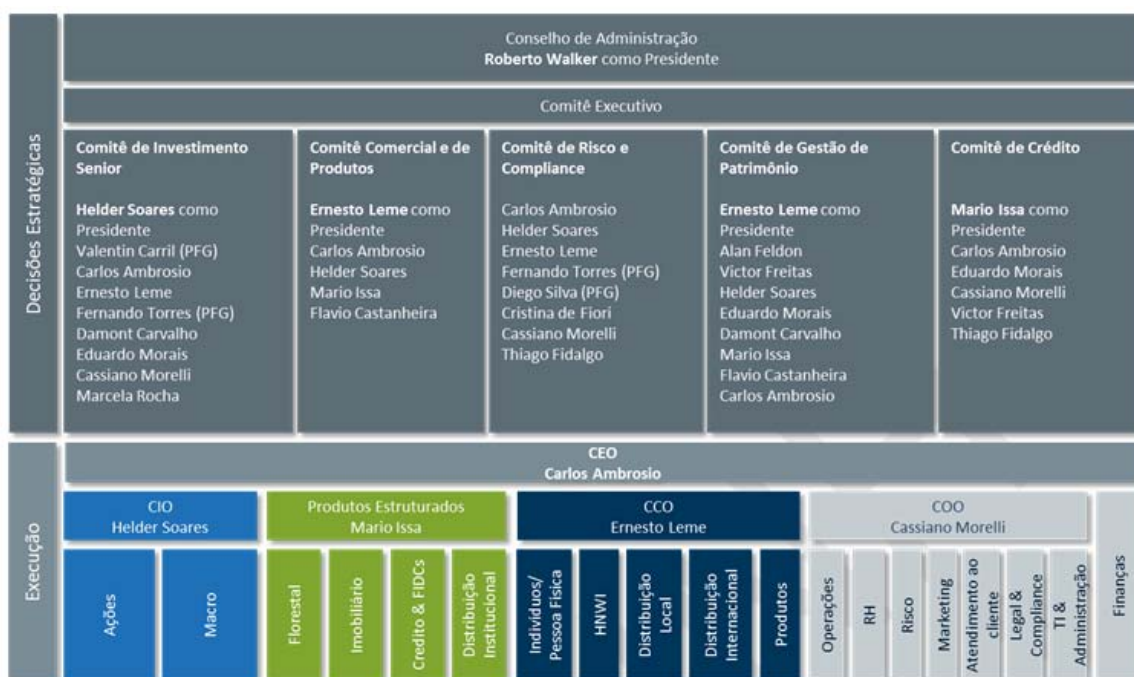 Conselho de Administração
Roberto Walker como Presidente
Comitê Executivo
Decisões Estratégicas
Comitê de Investimento
Senior
Helder Soares como
Presidente
Valentin Carril (PFG)
Carlos Ambrosio
Ernesto Leme
Fernando Torres (PFG)
Damont Carvalho
Eduardo Morais
Cassiano Morelli
Marcela Rocha
Comitê Comercial e de
Produtos
Ernesto Leme como
Presidente
Carlos Ambrosio
Helder Soares
Mario Issa
Flavio Castanheira
Comitê de Risco e
Compliance
Carlos Ambrosio
Helder Soares
Ernesto Leme
Fernando Torres (PFG)
Diego Silva (PFG)
Cristina de Fiori
Cassiano Morelli
Thiago Fidalgo
Comitê de Gestão de
Patrimônio
Ernesto Leme como
Presidente
Alan Feldon
Victor Freitas
Helder Soares
Eduardo Morais
Damont Carvalho
Mario Issa
Flavio Castanheira
Carlos Ambrosio
Comitê de Crédito
Mario Issa como
Presidente
Carlos Ambrosio
Eduardo Morais
Cassiano Morelli
Victor Freitas
Thiago Fidalgo
Execução
CEO
Carlos Ambrosio
CIO
Helder Soares
Ações
Macro
Produtos Estruturados
Mario Issa
Florestal
Imobiliário
Credito & FIDCs
Distribuição
Institucional
CCO
Ernesto Leme
Indivíduos/
Pessoa Fisica
HNWI
Distribuição
Local
Distribuição
Internacional
Produtos
COO
Cassiano Morelli
Operações
RH
Risco
Marketing
Atendimento ao
cliente
Legal &
Compliance
TI &
Administração
Finanças